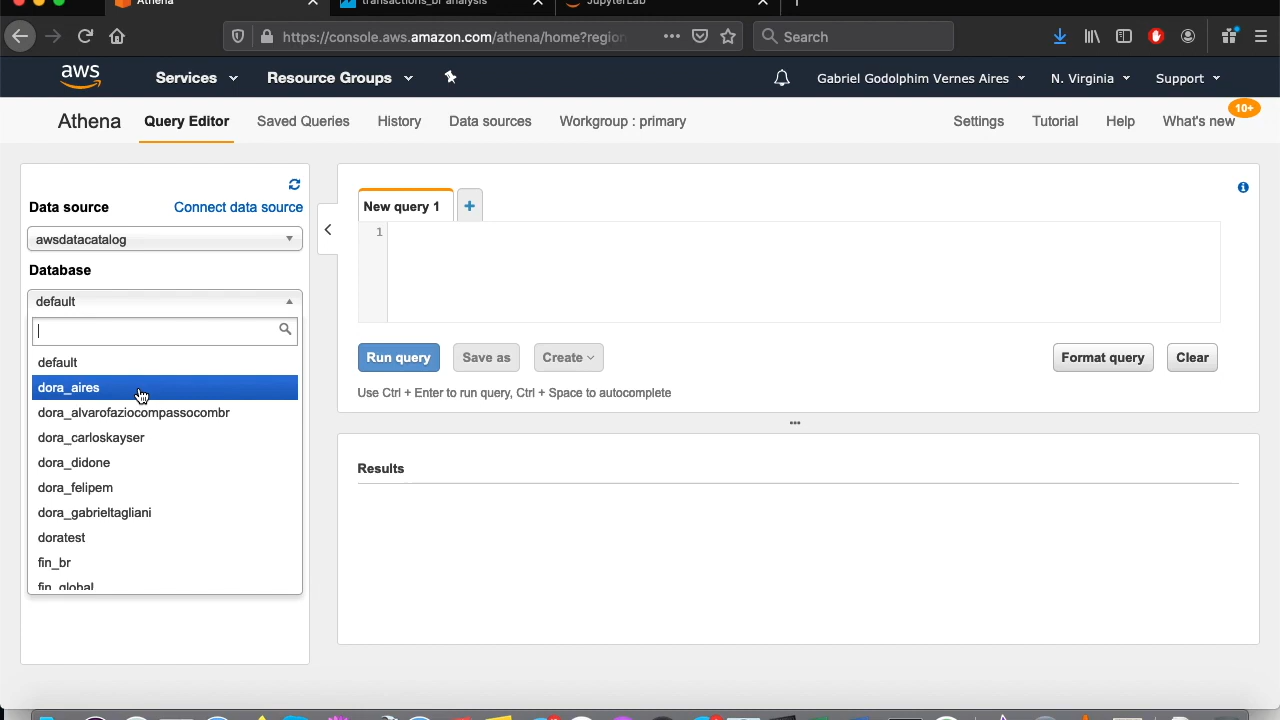 Athena
transactions_br analysis
JupyterLab
https://console.aws.amazon.com/athena/home?region
Search
aws
Services
Resource Groups
Gabriel Godolphim Vernes Aires
N. Virginia
Support
Athena
Query Editor
Saved Queries
History
Data sources
Workgroup : primary
Settings
Tutorial
Help
What's new
10+
Data source
Connect data source
awsdatacatalog
Database
default
default
dora_aires
dora_alvarofaziocompassocombr
dora_carloskayser
dora_didone
dora_felipem
dora_gabrieltagliani
doratest
fin_br
fin_global
New query 1
+
1
Run query
Save as
Create
Format query
Clear
Use Ctrl + Enter to run query, Ctrl + Space to autocomplete
Results